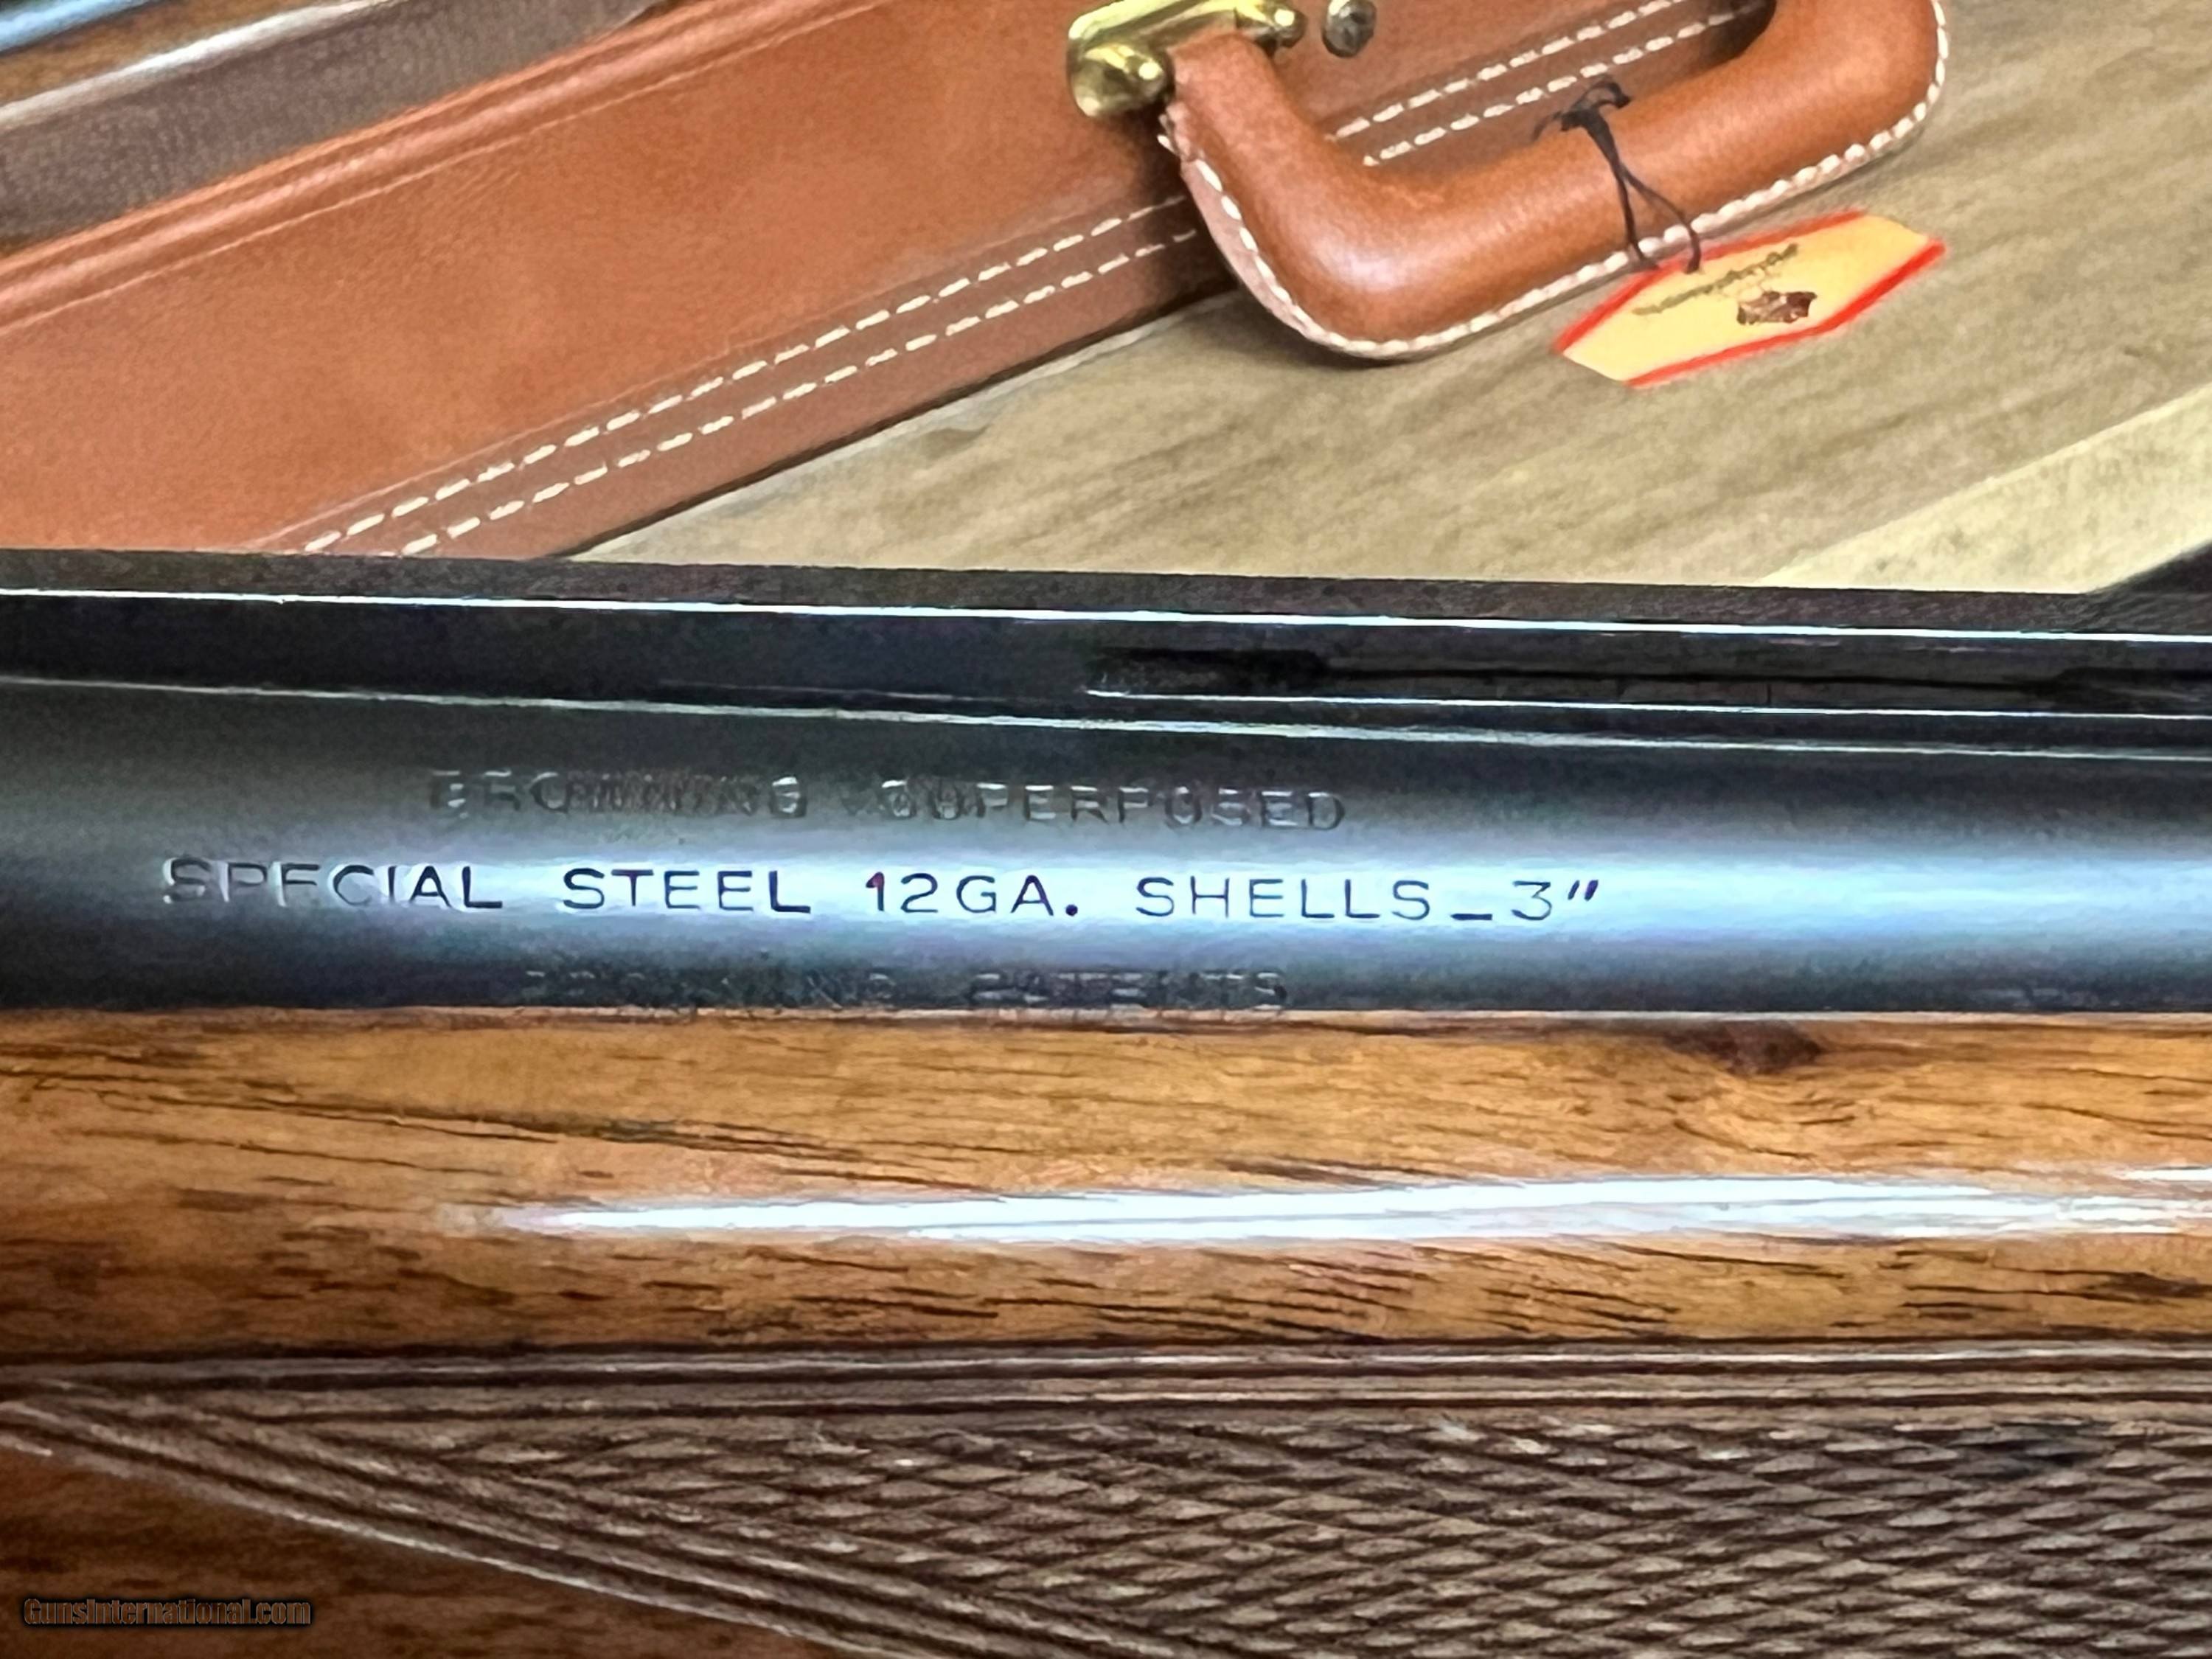 BROWNING SUPERPOSED
SPECIAL STEEL 12GA. SHELLS_3"
BROWNING PATENTS
GunsInternational.com